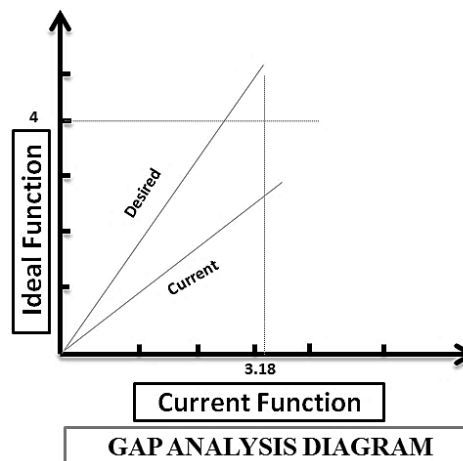 4
Ideal Function
Desired
Current
3.18
Current Function
GAP ANALYSIS DIAGRAM